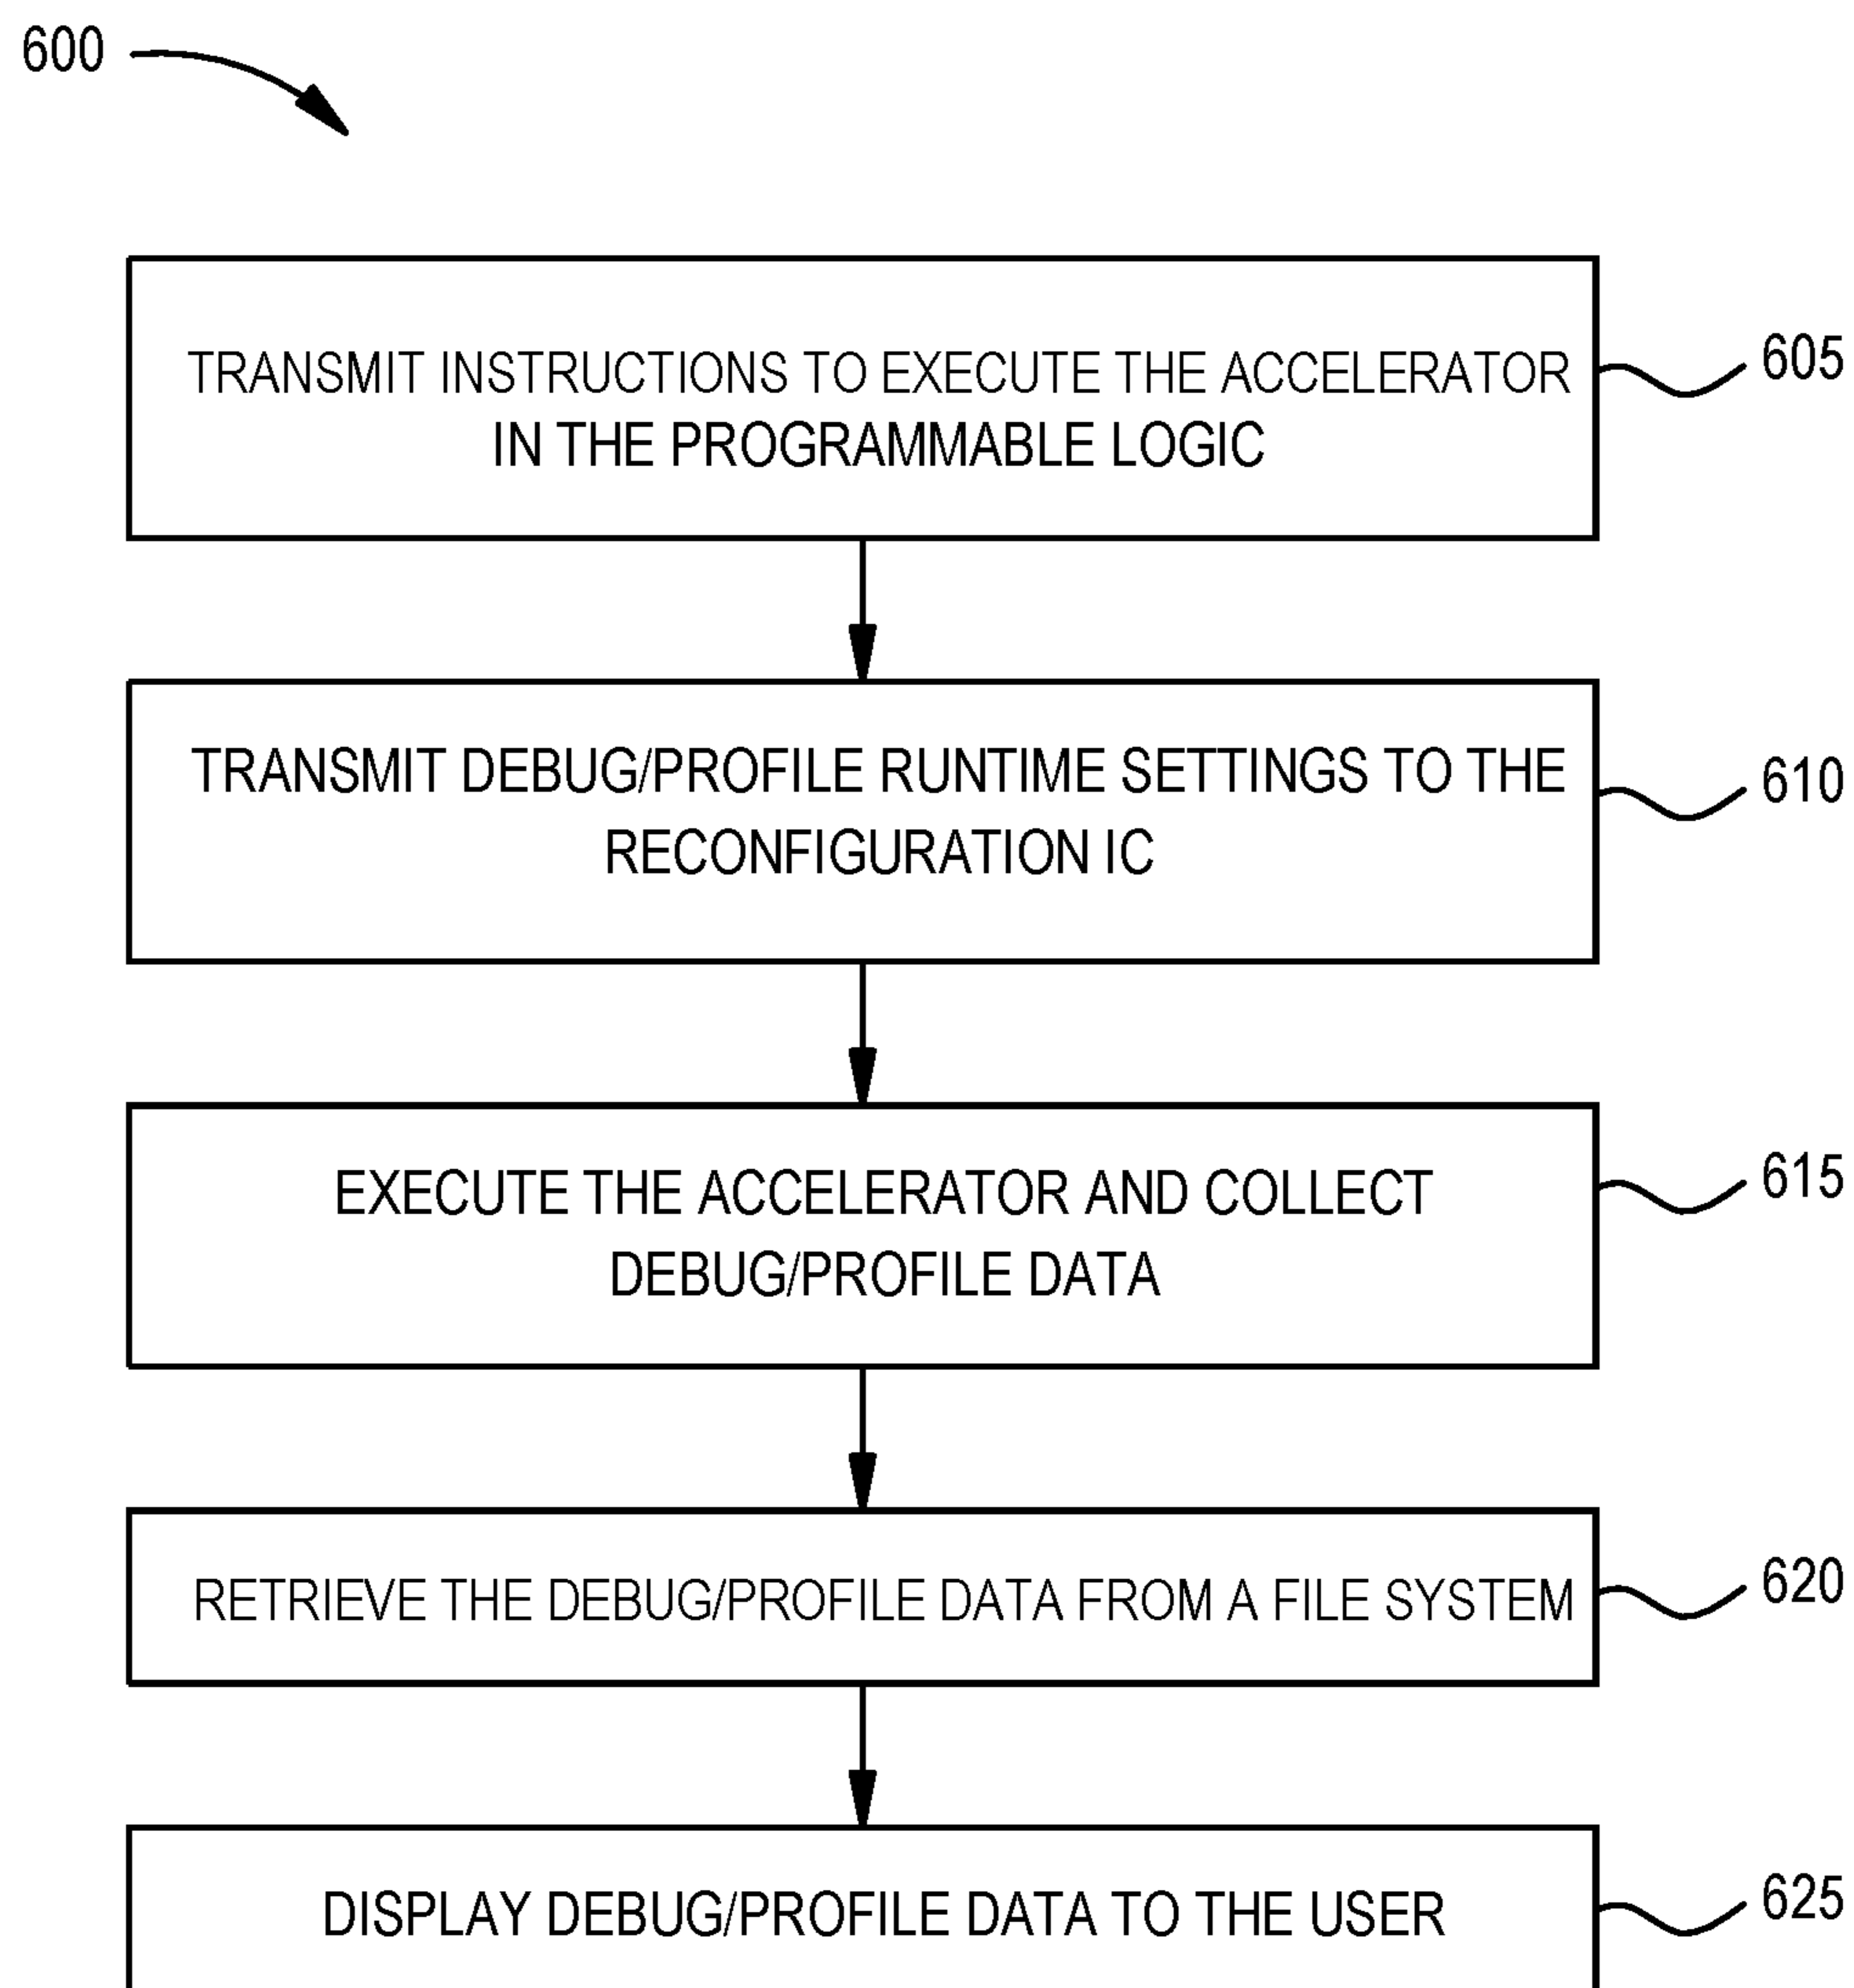 600
TRANSMIT INSTRUCTIONS TO EXECUTE THE ACCELERATOR
IN THE PROGRAMMABLE LOGIC
605
TRANSMIT DEBUG/PROFILE RUNTIME SETTINGS TO THE
RECONFIGURATION IC
610
EXECUTE THE ACCELERATOR AND COLLECT
DEBUG/PROFILE DATA
615
RETRIEVE THE DEBUG/PROFILE DATA FROM A FILE SYSTEM
620
DISPLAY DEBUG/PROFILE DATA TO THE USER
625